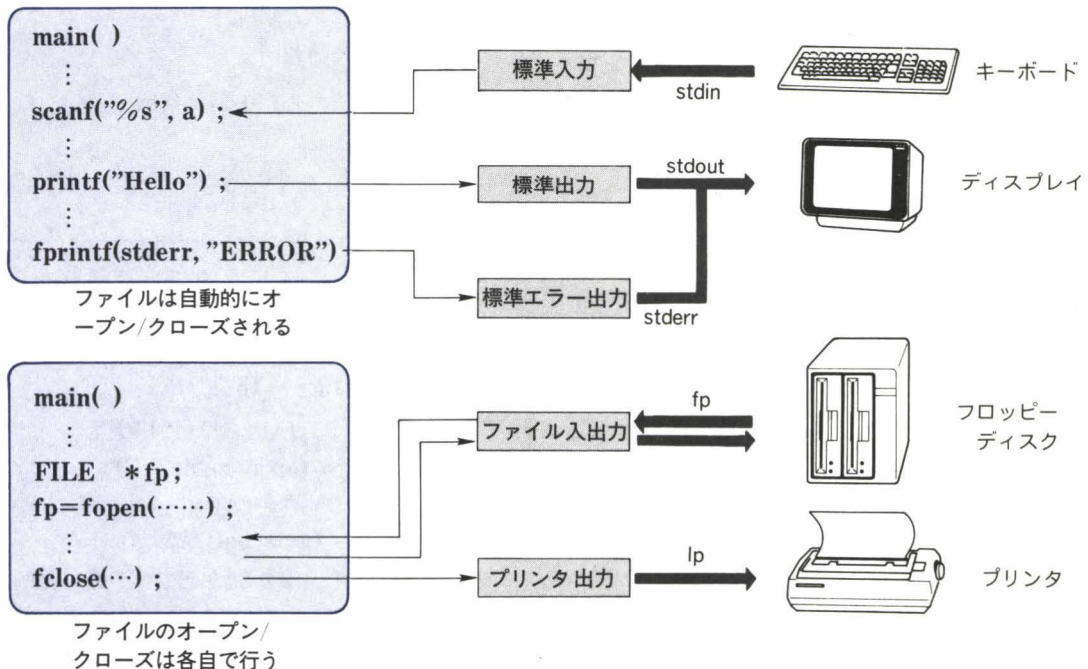 main( )
⋮
scanf("%s", a) ;
⋮
printf("Hello") ;
⋮
fprintf(stderr, "ERROR")
ファイルは自動的にオ
ープン/クローズされる
標準入力
stdin
キーボード
標準出力
stdout
ディスプレイ
標準エラー出力
stderr
main( )
⋮
FILE *fp;
fp=fopen(……) ;
⋮
fclose(…) ;
ファイルのオープン/
クローズは各自で行う
ファイル入出力
fp
フロッピー
ディスク
プリンタ出力
lp
プリンタ